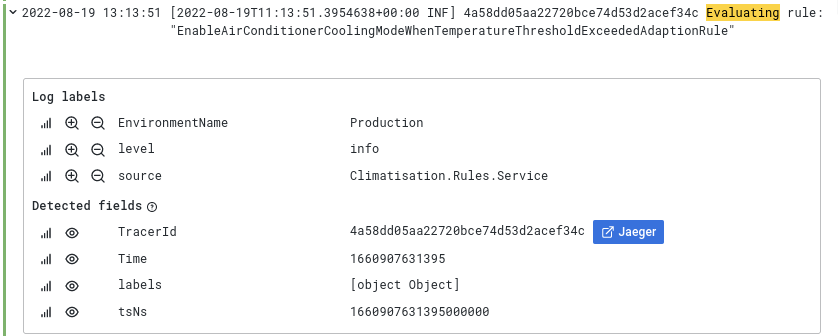 2022-08-19 13:13:51 [2022-08-19T11:13:51.3954638+00:00 INF] 4a58dd05aa22720bce74d53d2acef34c Evaluating rule:
"EnableAirConditionerCoolingModeWhenTemperatureThresholdExceededAdaptionRule"
Log labels
EnvironmentName Production
level info
source Climatisation.Rules.Service
Detected fields
TracerId 4a58dd05aa22720bce74d53d2acef34c Jaeger
Time 1660907631395
labels [object Object]
tsNs 1660907631395000000